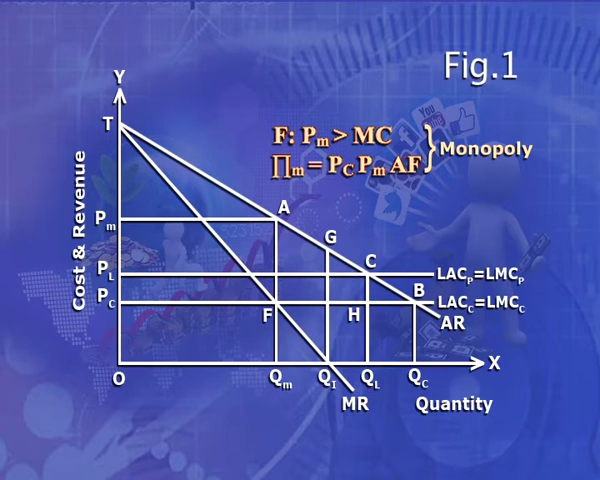 Fig.1
Y
T
F: Pm > MC
∏m = PC Pm AF
} Monopoly
Cost & Revenue
Pm
A
G
PL
C
LACP=LMCP
PC
B
LACC=LMCC
F
H
AR
O
Qm
QI
QL
QC
X
MR
Quantity
You